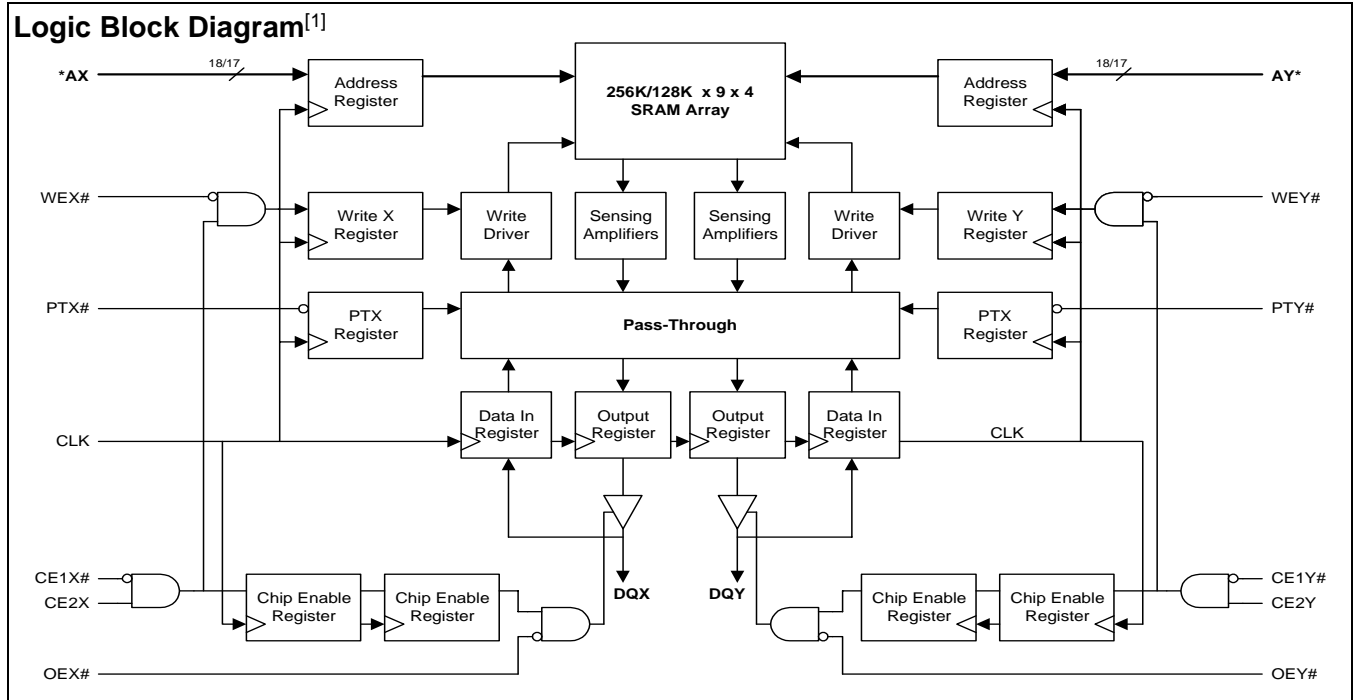 Logic Block Diagram[1]
*AX
18/17
Address
Register
256K/128K x 9 x 4
SRAM Array
Address
Register
18/17
AY*
WEX#
Write X
Register
Write
Driver
Sensing
Amplifiers
Sensing
Amplifiers
Write
Driver
Write Y
Register
WEY#
PTX#
PTX
Register
Pass-Through
PTX
Register
PTY#
CLK
Data In
Register
Output
Register
Output
Register
Data In
Register
CLK
CE1X#
CE2X
Chip Enable
Register
Chip Enable
Register
DQX
DQY
Chip Enable
Register
Chip Enable
Register
CE1Y#
CE2Y
OEX#
OEY#